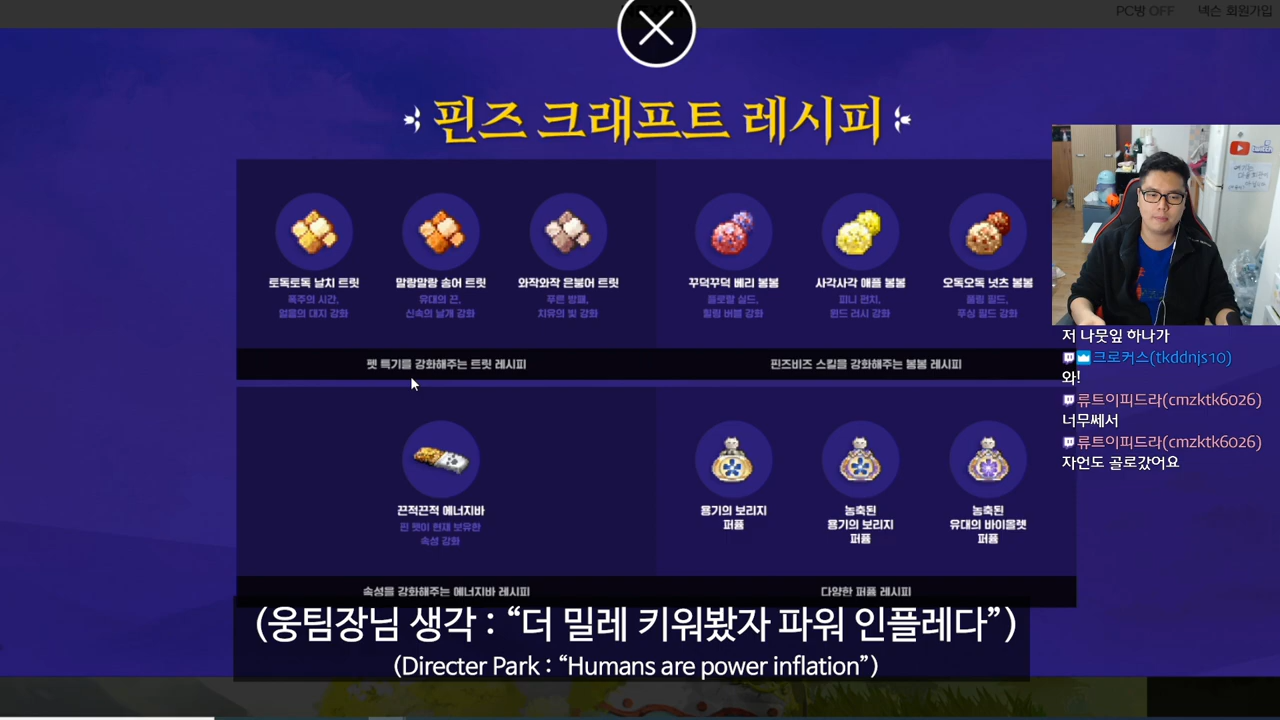 PC방 OFF 넥슨 회원가입
핀즈 크래프트 레시피
토독토독 날치 트릿
폭주의 시간,
얼음의 대지 강화
말랑말랑 송어 트릿
유대의 끈,
신속의 날개 강화
와작와작 은붕어 트릿
푸른 방패,
치유의 빛 강화
꾸덕꾸덕 베리 봉봉
플로랄 실드,
힐링 버블 강화
사각사각 애플 봉봉
피니 펀치,
윈드 러시 강화
오독오독 넛츠 봉봉
풀링 필드,
푸싱 필드 강화
펫 특기를 강화해주는 트릿 레시피
핀즈비즈 스킬을 강화해주는 봉봉 레시피
끈적끈적 에너지바
핀 펫이 현재 보유한
속성 강화
용기의 보리지
퍼퓸
농축된
용기의 보리지
퍼퓸
농축된
유대의 바이올렛
퍼퓸
속성을 강화해주는 에너지바 레시피
다양한 퍼퓸 레시피
저 나뭇잎 하나가
크로커스(tkddnjs10)
와!
류트이피드라(cmzktk6026)
너무쎄서
류트이피드라(cmzktk6026)
자언도 골로갔어요
(웅팀장님 생각 : “더 밀레 키워봤자 파워 인플레다”)
(Directer Park : “Humans are power inflation”)